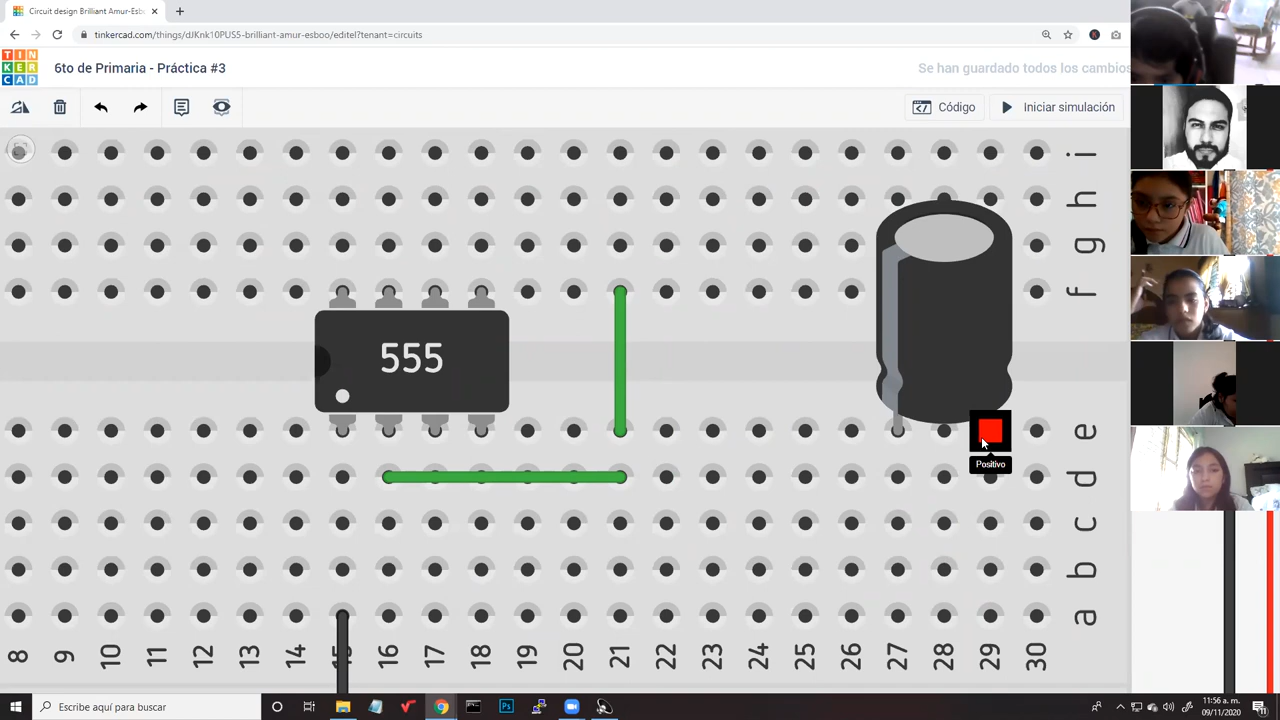 Circuit design Brilliant Amur-Esbo
tinkercad.com/things/dJKnk10PUS5-brilliant-amur-esboo/editel?tenant=circuits
TIN
KER
CAD
6to de Primaria - Práctica #3
Se han guardado todos los cambios
Código
Iniciar simulación
i
h
g
f
555
e
Positivo
d
c
b
a
8 9 10 11 12 13 14 15 16 17 18 19 20 21 22 23 24 25 26 27 28 29 30
Escribe aquí para buscar
Ps
11:56 a. m.
09/11/2020